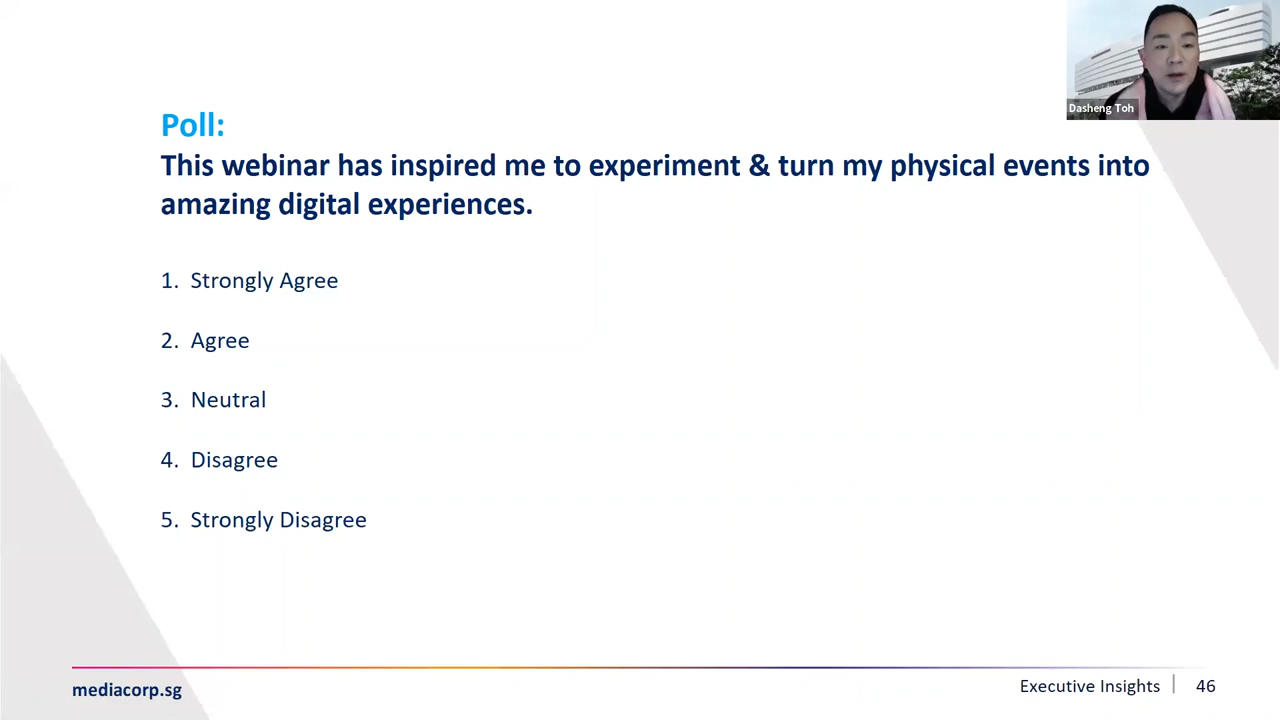 Dasheng Toh
Poll:
This webinar has inspired me to experiment & turn my physical events into
amazing digital experiences.
1. Strongly Agree
2. Agree
3. Neutral
4. Disagree
5. Strongly Disagree
mediacorp.sg
Executive Insights | 46